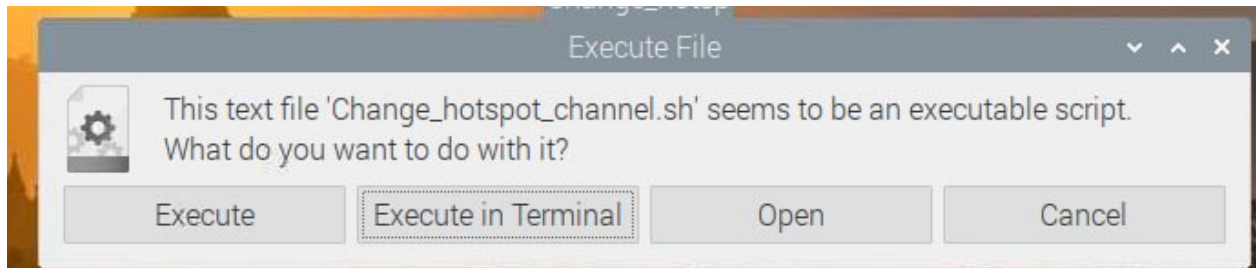 Execute File
This text file 'Change_hotspot_channel.sh' seems to be an executable script.
What do you want to do with it?
Execute
Execute in Terminal
Open
Cancel